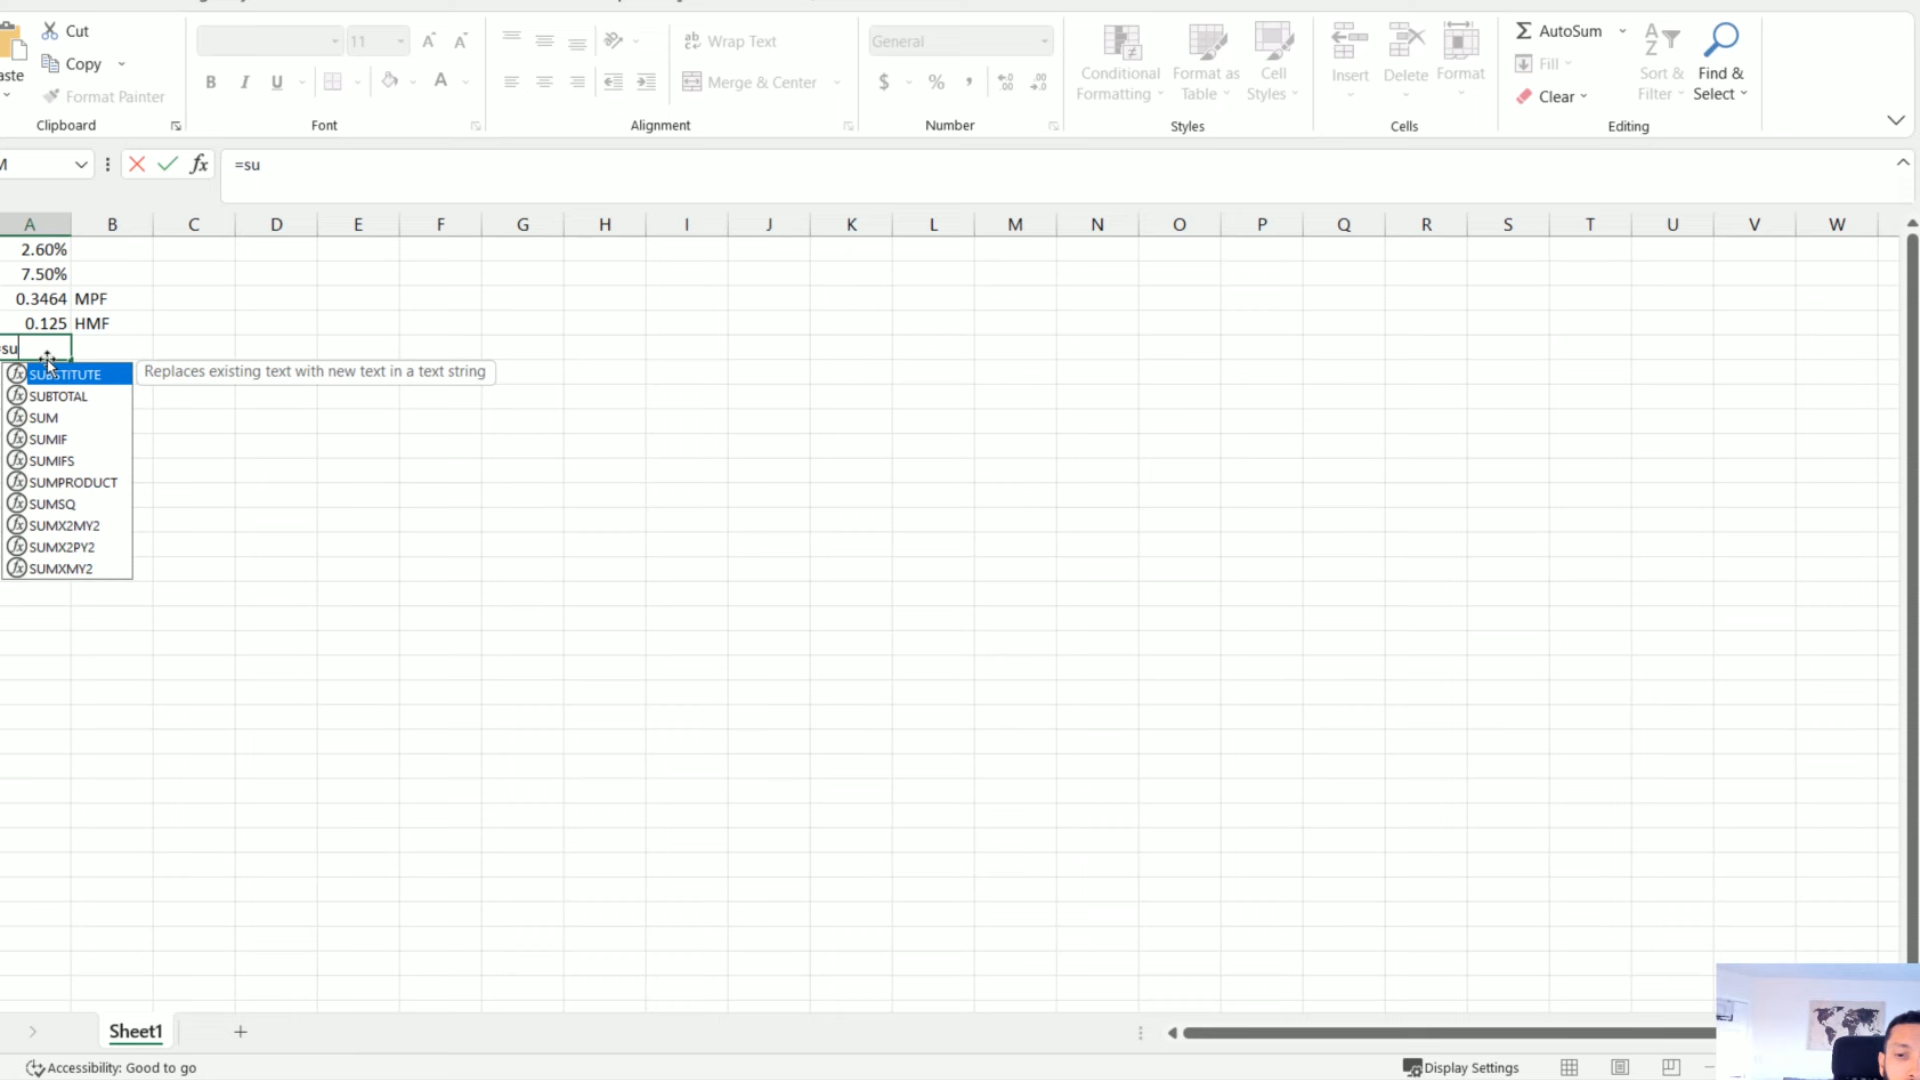 Cut
Copy
Format Painter
Clipboard
11
A A
B I U
A
Font
Wrap Text
Merge & Center
Alignment
General
$ % ,
Number
Conditional
Formatting
Format as
Table
Cell
Styles
Styles
Insert
Delete
Format
Cells
AutoSum
Fill
Clear
Sort &
Filter
Find &
Select
Editing
fx
=su
A B C D E F G H I J K L M N O P Q R S T U V W
2.60%
7.50%
0.3464 MPF
0.125 HMF
=su
SUBSTITUTE
Replaces existing text with new text in a text string
SUBTOTAL
SUM
SUMIF
SUMIFS
SUMPRODUCT
SUMSQ
SUMX2MY2
SUMX2PY2
SUMXMY2
Sheet1
Accessibility: Good to go
Display Settings